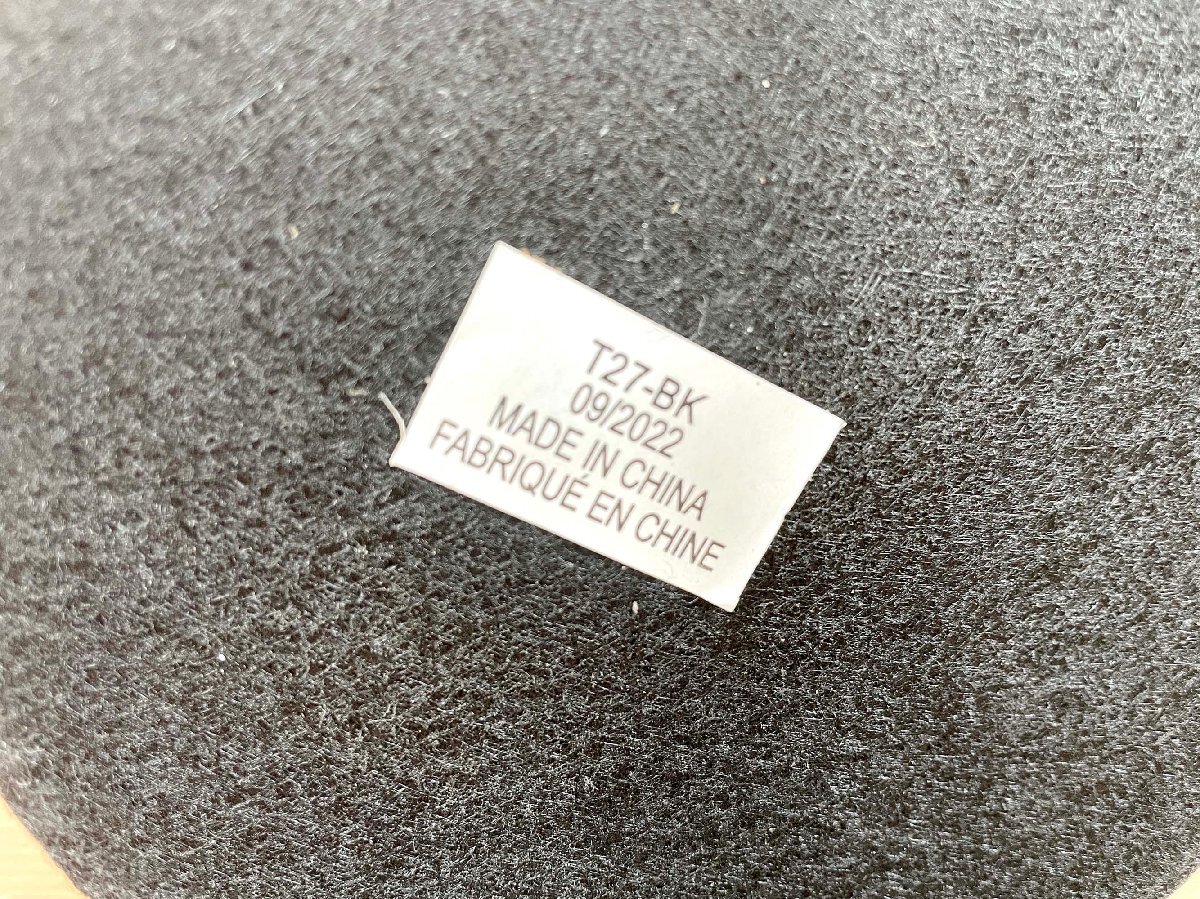 T27-BK
09/2022
MADE IN CHINA
FABRIQUÉ EN CHINE